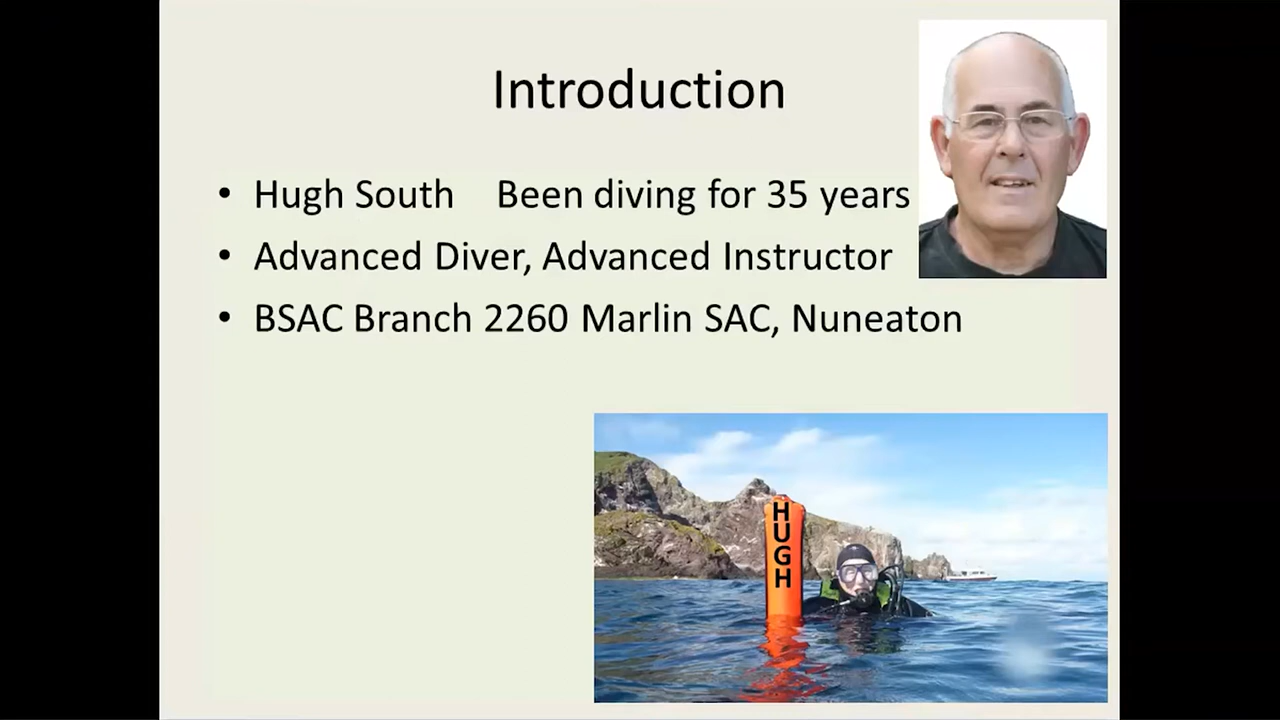 Introduction
• Hugh South    Been diving for 35 years
• Advanced Diver, Advanced Instructor
• BSAC Branch 2260 Marlin SAC, Nuneaton
HUGH